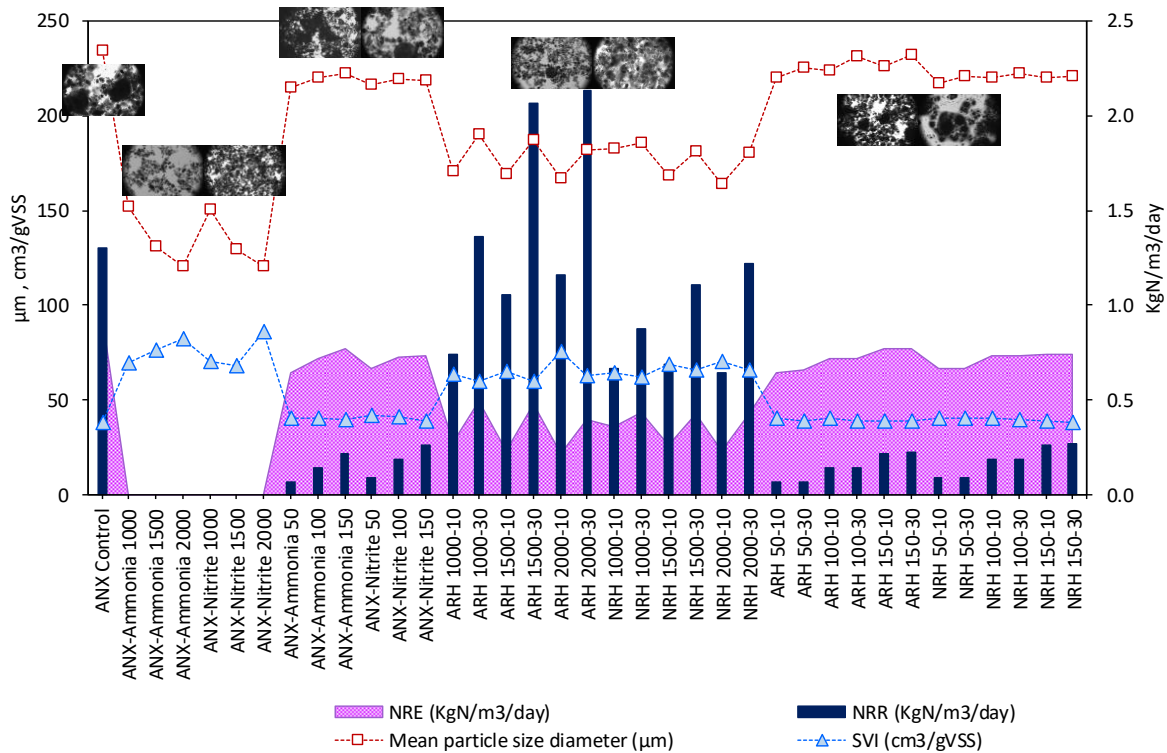 250
200
150
100
50
0
µm , cm3/gVSS
2.5
2.0
1.5
1.0
0.5
0.0
KgN/m3/day
ANX Control
ANX-Ammonia 1000
ANX-Ammonia 1500
ANX-Ammonia 2000
ANX-Nitrite 1000
ANX-Nitrite 1500
ANX-Nitrite 2000
ANX-Ammonia 50
ANX-Ammonia 100
ANX-Ammonia 150
ANX-Nitrite 50
ANX-Nitrite 100
ANX-Nitrite 150
ARH 1000-10
ARH 1000-30
ARH 1500-10
ARH 1500-30
ARH 2000-10
ARH 2000-30
NRH 1000-10
NRH 1000-30
NRH 1500-10
NRH 1500-30
NRH 2000-10
NRH 2000-30
ARH 50-10
ARH 50-30
ARH 100-10
ARH 100-30
ARH 150-10
ARH 150-30
NRH 50-10
NRH 50-30
NRH 100-10
NRH 100-30
NRH 150-10
NRH 150-30
NRE (KgN/m3/day)
NRR (KgN/m3/day)
Mean particle size diameter (µm)
SVI (cm3/gVSS)